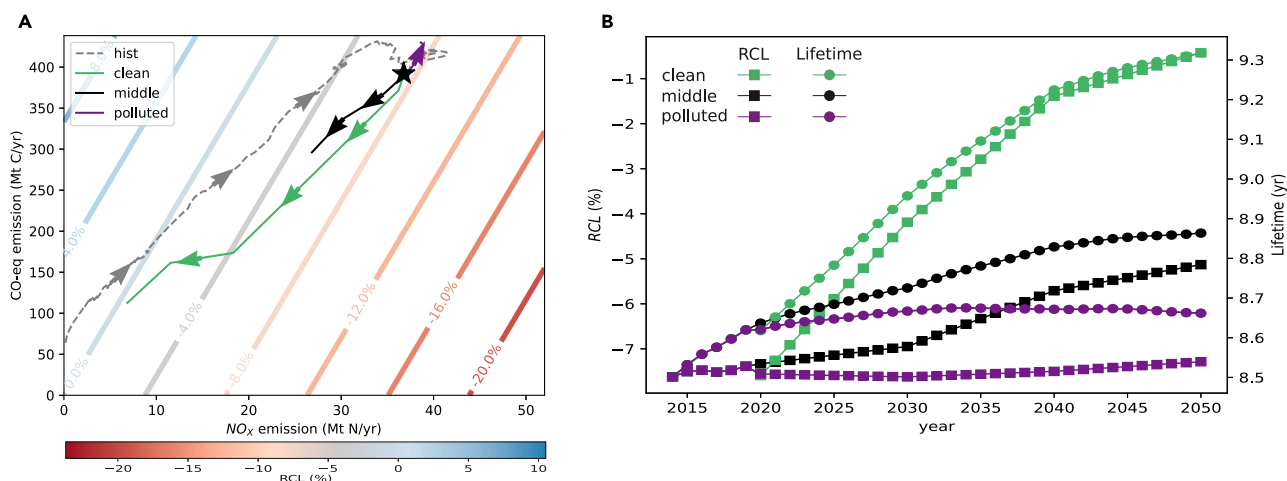 A
hist
clean
middle
polluted
CO-eq emission (Mt C/yr)
400
350
300
250
200
150
100
50
0
8.0%
4.0%
0.0%
-4.0%
-8.0%
-12.0%
-16.0%
-20.0%
0 10 20 30 40 50
NOX emission (Mt N/yr)
−20 −15 −10 −5 0 5 10
RCL (%)
B
RCL Lifetime
clean
middle
polluted
RCL (%)
−1
−2
−3
−4
−5
−6
−7
9.3
9.2
9.1
9.0
8.9
8.8
8.7
8.6
8.5
Lifetime (yr)
2015 2020 2025 2030 2035 2040 2045 2050
year